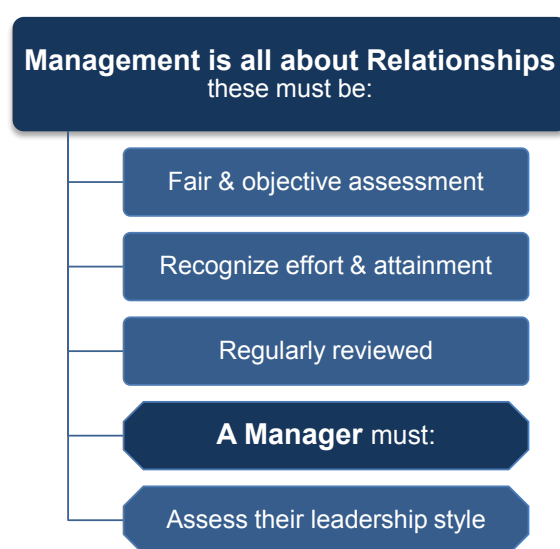 Management is all about Relationships
these must be:
Fair & objective assessment
Recognize effort & attainment
Regularly reviewed
A Manager must:
Assess their leadership style